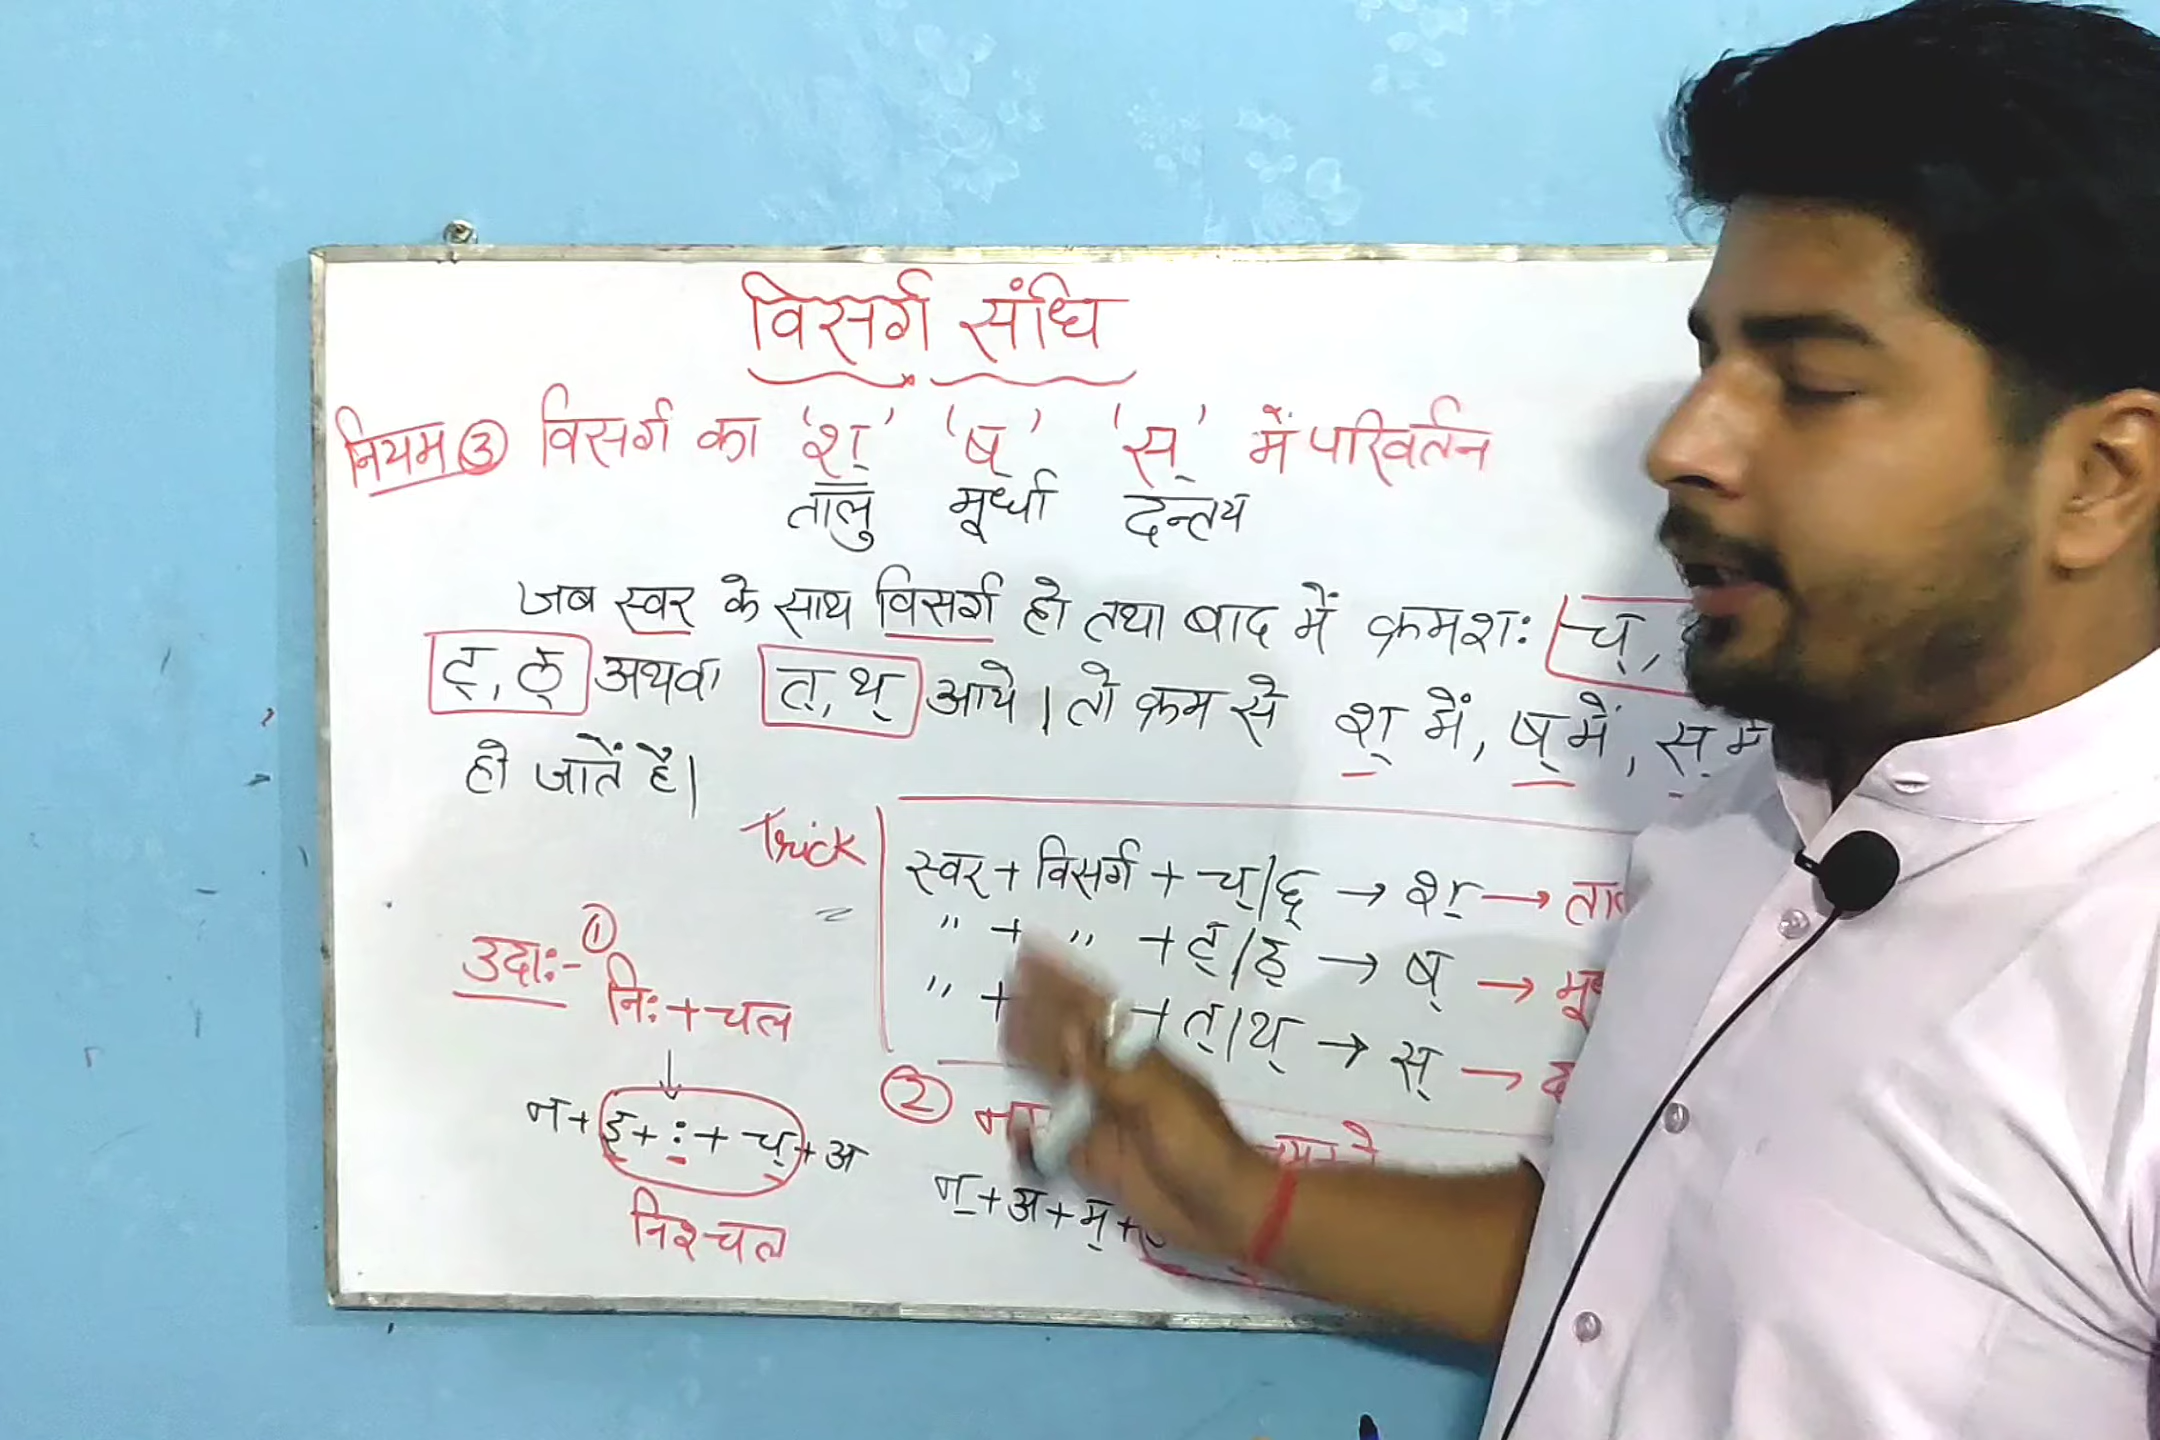 विसर्ग संधि
नियम ③ विसर्ग का 'श्' 'ष्' 'स्' में परिवर्तन
तालु मूर्ध्धा दन्तय
जब स्वर के साथ विसर्ग हो तथा बाद में क्रमशः च्,
ट्, ठ् अथवा त्, थ् आये। तो क्रम से श् में, ष् में, स्
हो जातें है।
Trick
स्वर + विसर्ग + च्/छ् → श् →
" + " + ट्/ठ् → ष् →
" + + त्/थ् → स् →
उदाः- ①
निः + चल
↓
न + इ + : + च् + अ
निश्चल
②
न् + अ + म् +